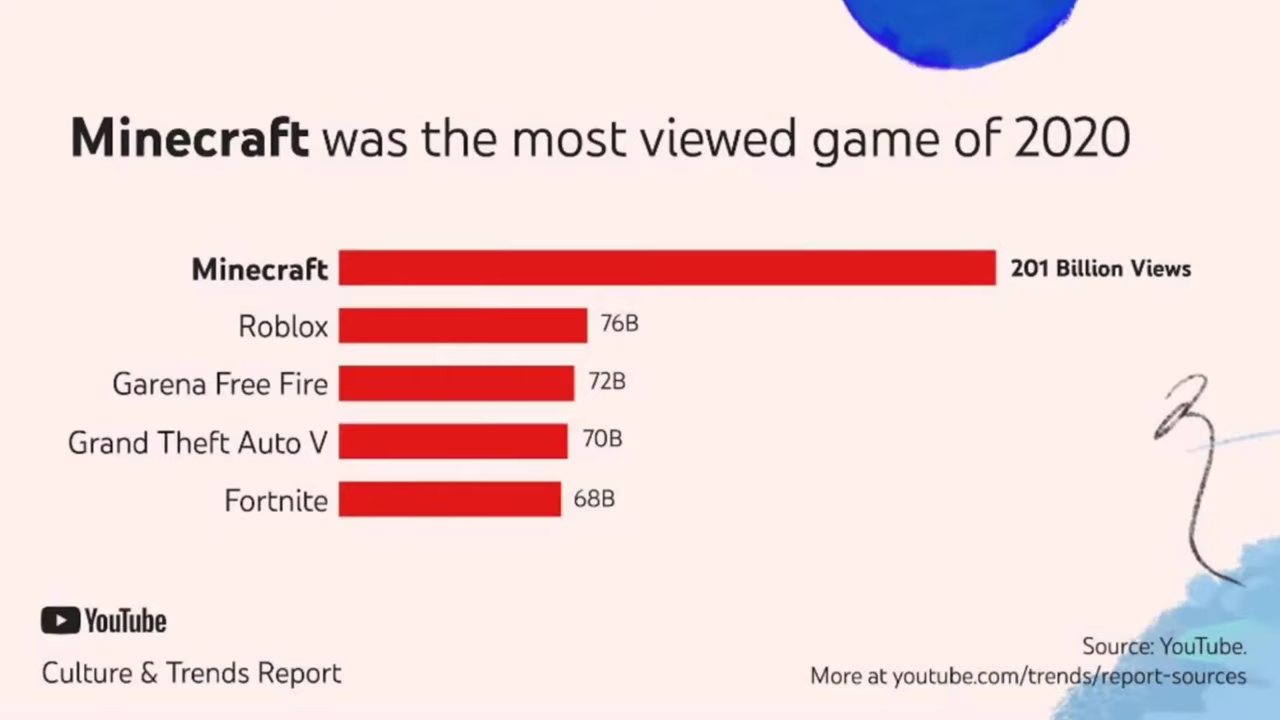 Minecraft was the most viewed game of 2020
Minecraft 201 Billion Views
Roblox 76B
Garena Free Fire 72B
Grand Theft Auto V 70B
Fortnite 68B
YouTube
Culture & Trends Report
Source: YouTube.
More at youtube.com/trends/report-sources